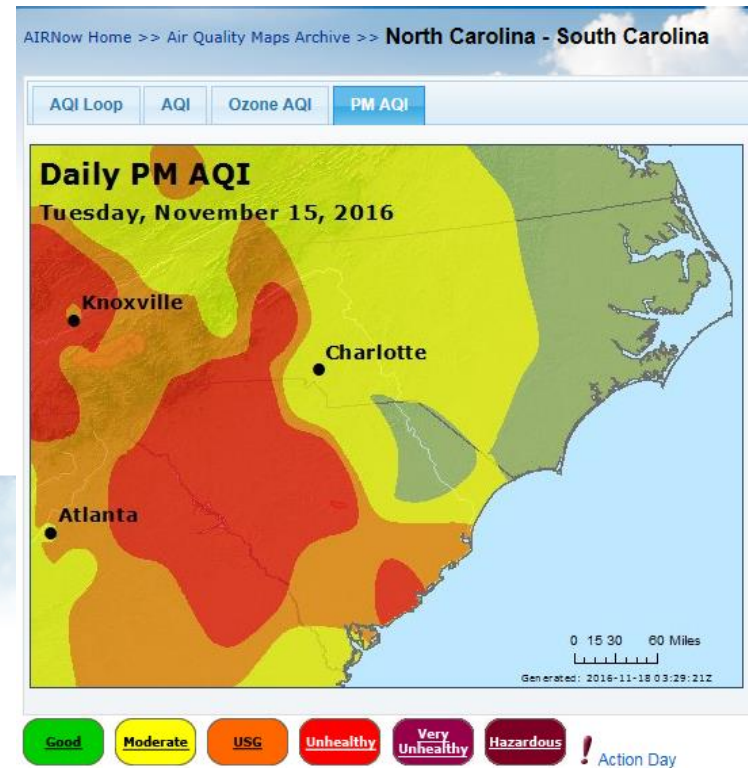 AIRNow Home >> Air Quality Maps Archive >> North Carolina - South Carolina
AQI Loop AQI Ozone AQI PM AQI
Daily PM AQI
Tuesday, November 15, 2016
Knoxville
Charlotte
Atlanta
0 15 30 60 Miles
Generated: 2016-11-18 03:29:21Z
Good Moderate USG Unhealthy Very Unhealthy Hazardous ! Action Day